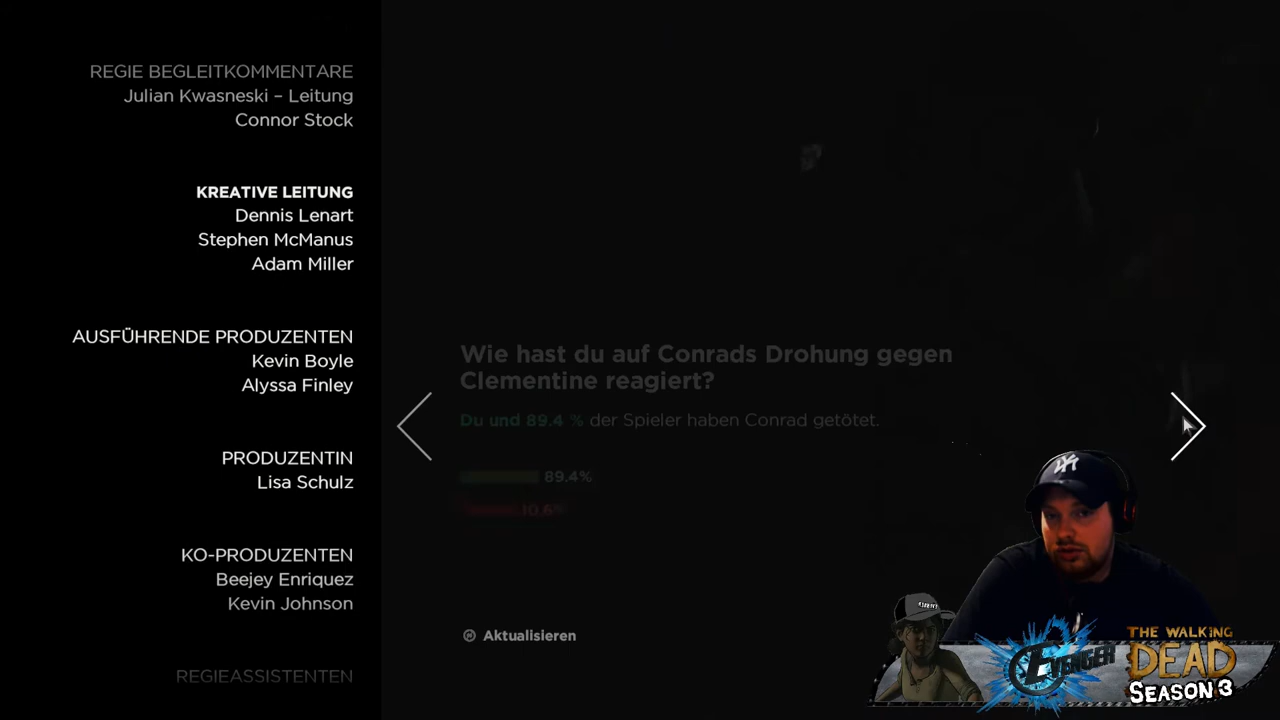 REGIE BEGLEITKOMMENTARE
Julian Kwasneski – Leitung
Connor Stock
KREATIVE LEITUNG
Dennis Lenart
Stephen McManus
Adam Miller
AUSFÜHRENDE PRODUZENTEN
Kevin Boyle
Alyssa Finley
PRODUZENTIN
Lisa Schulz
KO-PRODUZENTEN
Beejey Enriquez
Kevin Johnson
REGIEASSISTENTEN
Wie hast du auf Conrads Drohung gegen
Clementine reagiert?
Du und 89.4 % der Spieler haben Conrad getötet.
89.4%
10.6%
Aktualisieren
EVENGER
THE WALKING
DEAD
SEASON 3